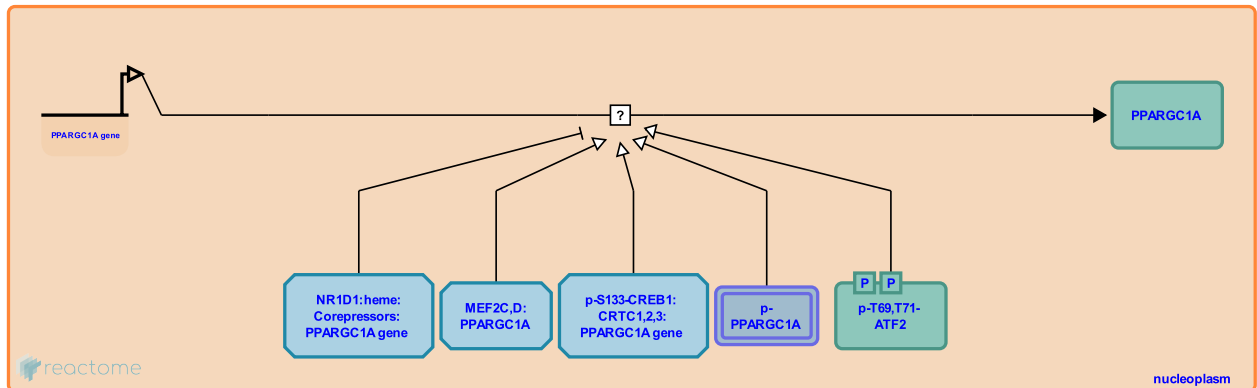 PPARGC1A gene
?
PPARGC1A
NR1D1:heme:
Corepressors:
PPARGC1A gene
MEF2C,D:
PPARGC1A
p-S133-CREB1:
CRTC1,2,3:
PPARGC1A gene
p-
PPARGC1A
P P
p-T69,T71-
ATF2
reactome
nucleoplasm